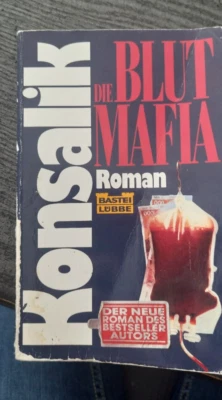 Konsalik
DIE
BLUT
MAFIA
Roman
BASTEI
LÜBBE
DER NEUE
ROMAN DES
BESTSELLER
AUTORS